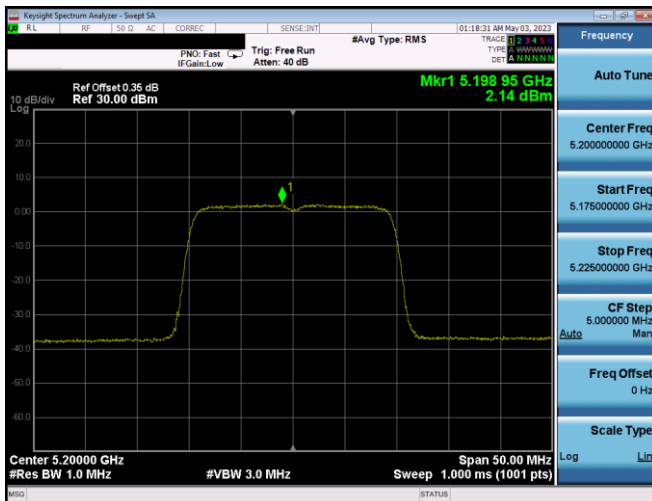 Keysight Spectrum Analyzer - Swept SA
RL RF 50 Ω AC CORREC SENSE:INT 01:18:31 AM May 03, 2023
#Avg Type: RMS
TRACE 1 2 3 4 5 6
PNO: Fast Trig: Free Run TYPE A WWWWW
IFGain:Low Atten: 40 dB DET A N N N N N
Mkr1 5.198 95 GHz
Ref Offset 0.35 dB
10 dB/div Ref 30.00 dBm 2.14 dBm
Log
20.0
10.0
1
0.00
-10.0
-20.0
-30.0
-40.0
-50.0
-60.0
Center 5.20000 GHz Span 50.00 MHz
#Res BW 1.0 MHz #VBW 3.0 MHz Sweep 1.000 ms (1001 pts)
MSG STATUS
Frequency
Auto Tune
Center Freq
5.200000000 GHz
Start Freq
5.175000000 GHz
Stop Freq
5.225000000 GHz
CF Step
5.000000 MHz
Auto Man
Freq Offset
0 Hz
Scale Type
Log Lin